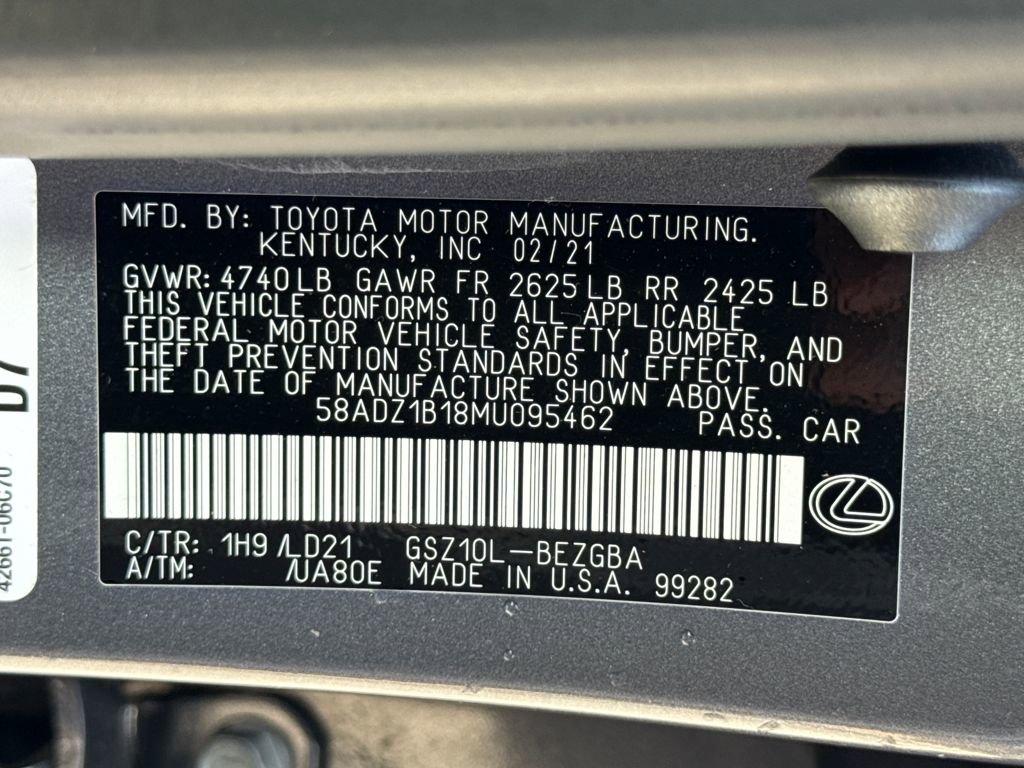 MFD. BY: TOYOTA MOTOR MANUFACTURING.
KENTUCKY, INC 02/21
GVWR: 4740LB GAWR FR 2625LB RR 2425 LB
THIS VEHICLE CONFORMS TO ALL APPLICABLE
FEDERAL MOTOR VEHICLE SAFETY, BUMPER, AND
THEFT PREVENTION STANDARDS IN EFFECT ON
THE DATE OF MANUFACTURE SHOWN ABOVE.
58ADZ1B18MU095462 PASS. CAR
C/TR: 1H9 /LD21 GSZ10L-BEZGBA
A/TM: /UA80E MADE IN U.S.A. 99282
42661-06C70